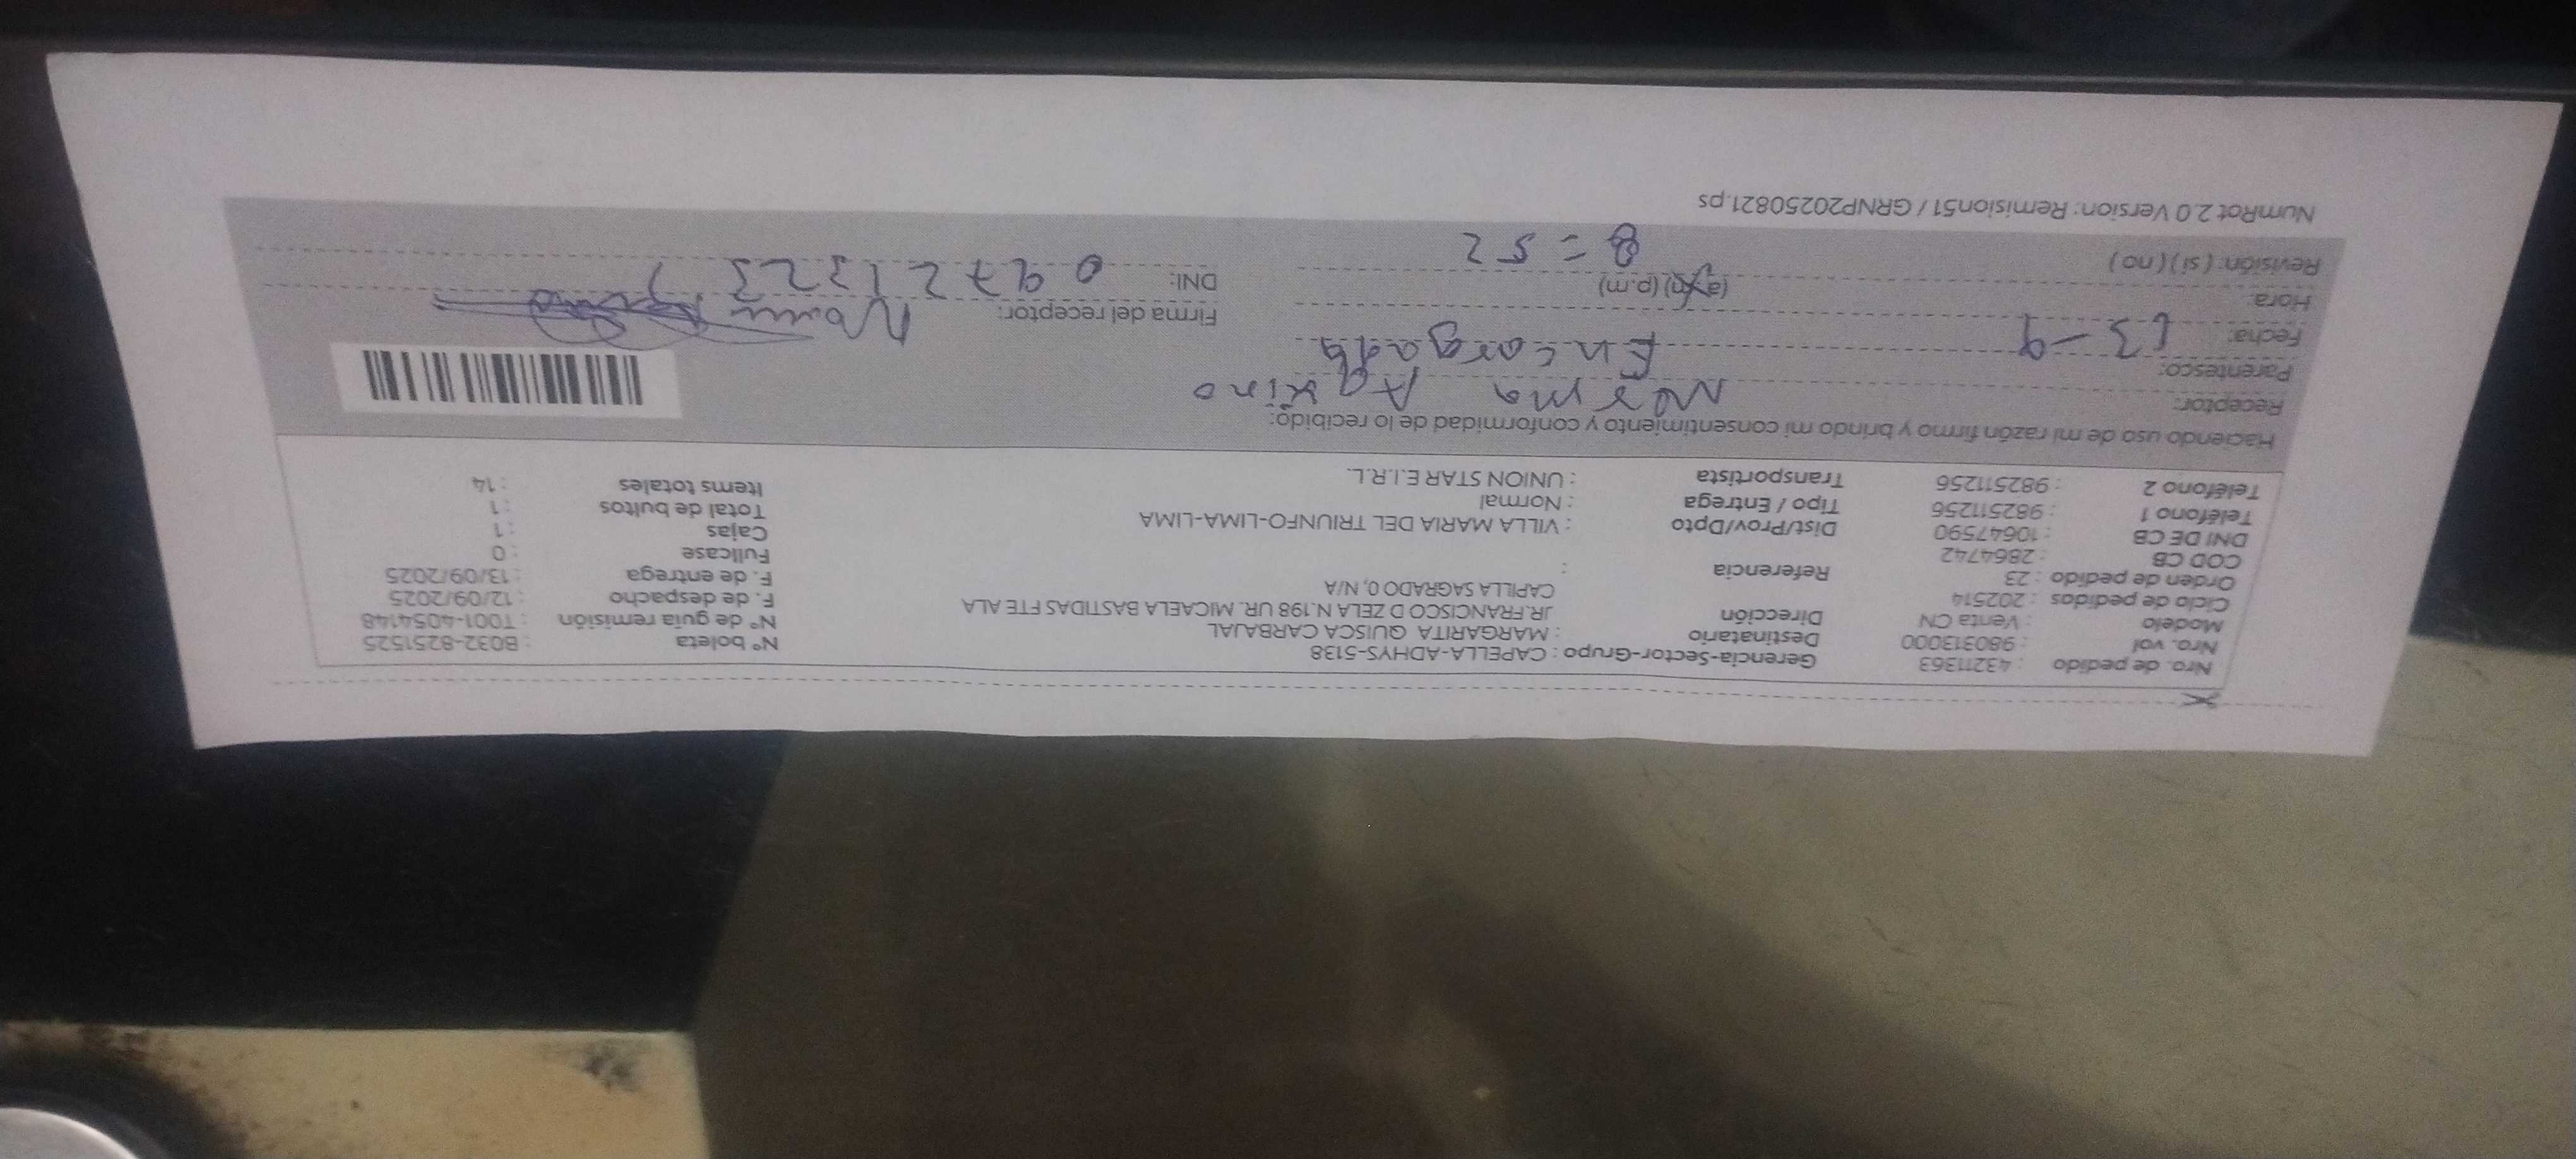 Nro. de pedido : 43211363 Gerencia-Sector-Grupo : CAPELLA-ADHYS-5138 N° boleta : B032-8251525
Nro. vol : 980313000 Destinatario : MARGARITA QUISCA CARBAJAL N° de guía remisión : T001-4054148
Modelo : Venta CN Dirección JR.FRANCISCO D ZELA N.198 UR. MICAELA BASTIDAS FTE ALA F. de despacho : 12/09/2025
Ciclo de pedidos : 202514 CAPILLA SAGRADO 0, N/A F. de entrega : 13/09/2025
Orden de pedido : 23 Referencia : Fullcase : 0
COD CB : 2864742 Dist/Prov/Dpto : VILLA MARIA DEL TRIUNFO-LIMA-LIMA Cajas : 1
DNI DE CB : 10647590 Tipo / Entrega : Normal Total de bultos : 1
Teléfono 1 : 982511256 Transportista : UNION STAR E.I.R.L. Items totales : 14
Teléfono 2 : 982511256
Haciendo uso de mi razón firmo y brindo mi consentimiento y conformidad de lo recibido:
Receptor: Norma Aquino
Parentesco: Encargada
Fecha: 13-9 Firma del receptor:
Hora: (a.m) (p.m) 8=52 DNI: 09721323
Revisión: ( si ) ( no )
NumRot 2.0 Version: Remision51 / GRNP20250821.ps